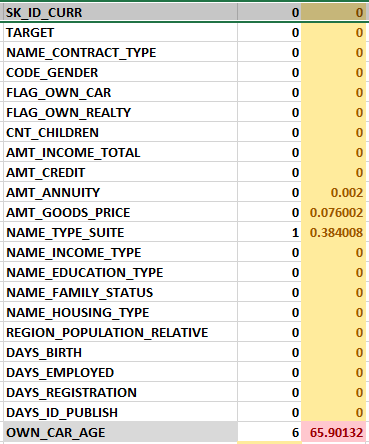 SK_ID_CURR 0 0
TARGET 0 0
NAME_CONTRACT_TYPE 0 0
CODE_GENDER 0 0
FLAG_OWN_CAR 0 0
FLAG_OWN_REALTY 0 0
CNT_CHILDREN 0 0
AMT_INCOME_TOTAL 0 0
AMT_CREDIT 0 0
AMT_ANNUITY 0 0.002
AMT_GOODS_PRICE 0 0.076002
NAME_TYPE_SUITE 1 0.384008
NAME_INCOME_TYPE 0 0
NAME_EDUCATION_TYPE 0 0
NAME_FAMILY_STATUS 0 0
NAME_HOUSING_TYPE 0 0
REGION_POPULATION_RELATIVE 0 0
DAYS_BIRTH 0 0
DAYS_EMPLOYED 0 0
DAYS_REGISTRATION 0 0
DAYS_ID_PUBLISH 0 0
OWN_CAR_AGE 6 65.90132